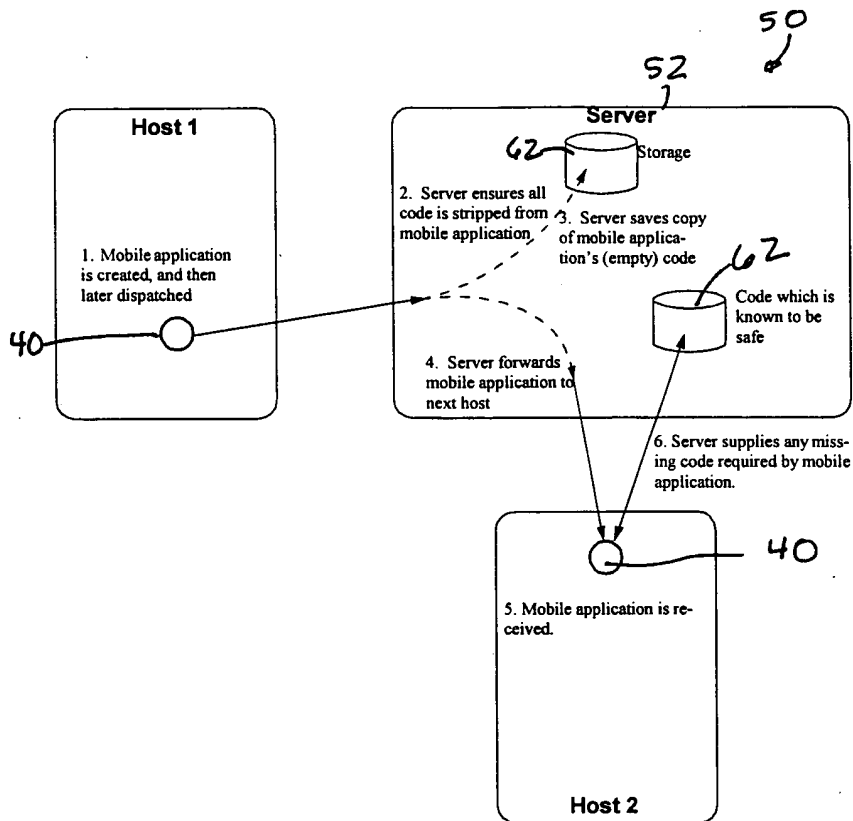 50
52
Host 1
Server
62
Storage
2. Server ensures all
code is stripped from
mobile application
3. Server saves copy
of mobile applica-
tion's (empty) code
1. Mobile application
is created, and then
later dispatched
62
Code which is
known to be
safe
40
4. Server forwards
mobile application to
next host
6. Server supplies any miss-
ing code required by mobile
application.
40
5. Mobile application is re-
ceived.
Host 2